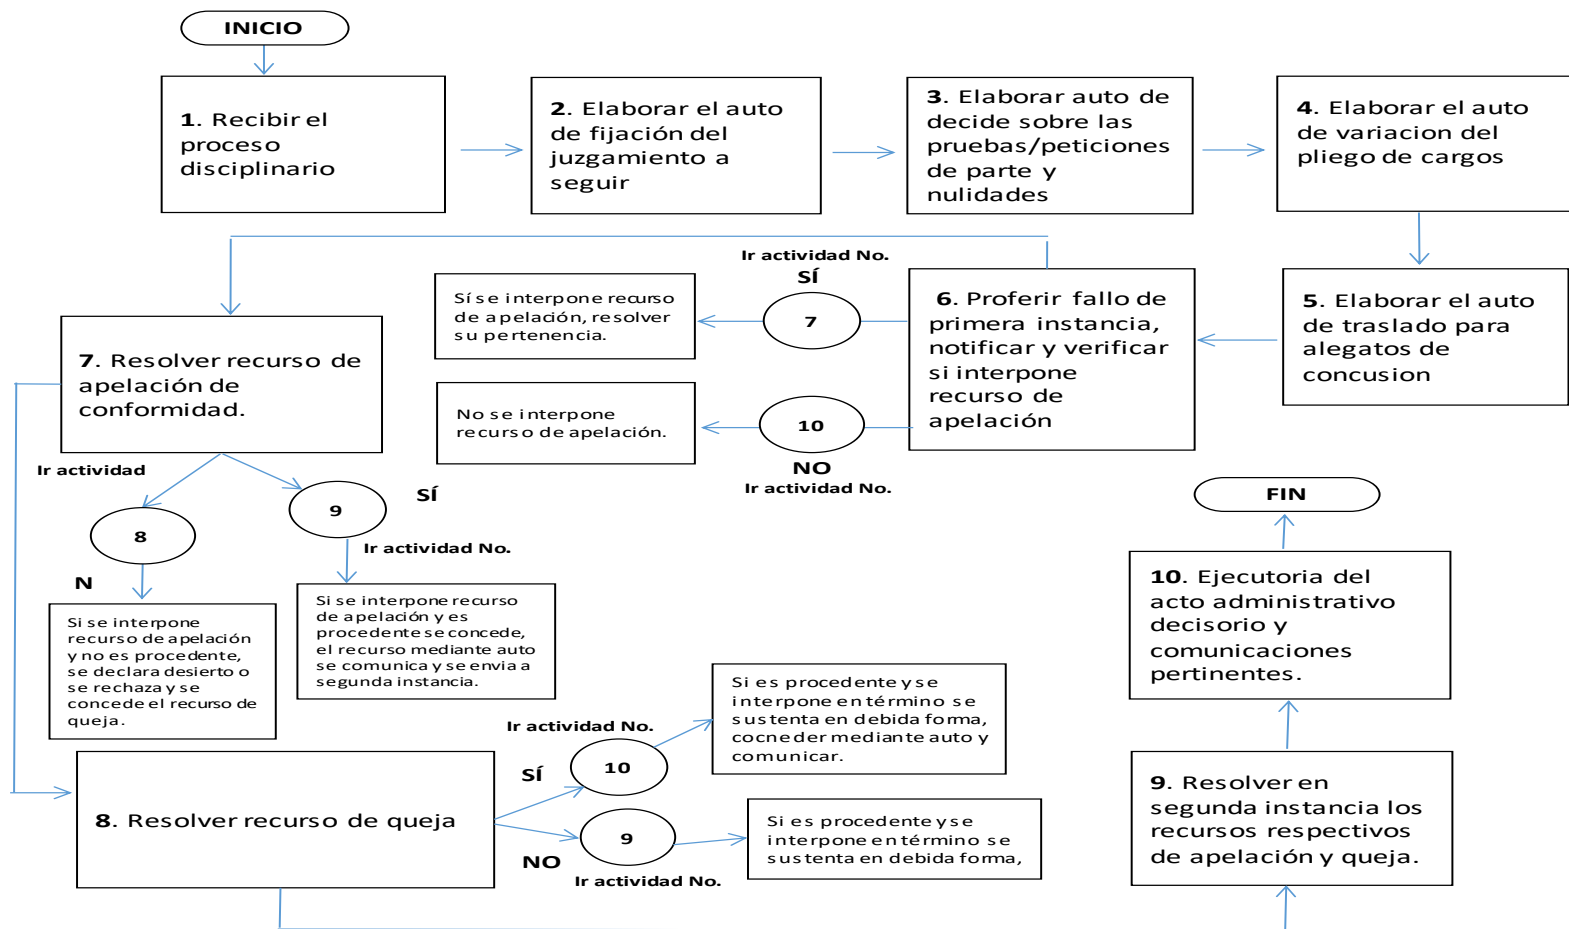 INICIO
1. Recibir el
proceso
disciplinario
2. Elaborar el auto
de fijación del
juzgamiento a
seguir
3. Elaborar auto de
decide sobre las
pruebas/peticiones
de parte y
nulidades
4. Elaborar el auto
de variacion del
pliego de cargos
5. Elaborar el auto
de traslado para
alegatos de
concusion
6. Proferir fallo de
primera instancia,
notificar y verificar
si interpone
recurso de
apelación
Ir actividad No.
SÍ
7
Sí se interpone recurso
de apelación, resolver
su pertenencia.
10
NO
Ir actividad No.
No se interpone
recurso de apelación.
7. Resolver recurso de
apelación de
conformidad.
Ir actividad
8
N
Si se interpone
recurso de apelación
y no es procedente,
se declara desierto o
se rechaza y se
concede el recurso de
queja.
9
SÍ
Ir actividad No.
Si se interpone recurso
de apelación y es
procedente se concede,
el recurso mediante auto
se comunica y se envia a
segunda instancia.
8. Resolver recurso de queja
Ir actividad No.
SÍ
10
Si es procedente y se
interpone en término se
sustenta en debida forma,
cocneder mediante auto y
comunicar.
9
NO
Ir actividad No.
Si es procedente y se
interpone en término se
sustenta en debida forma,
9. Resolver en
segunda instancia los
recursos respectivos
de apelación y queja.
10. Ejecutoria del
acto administrativo
decisorio y
comunicaciones
pertinentes.
FIN